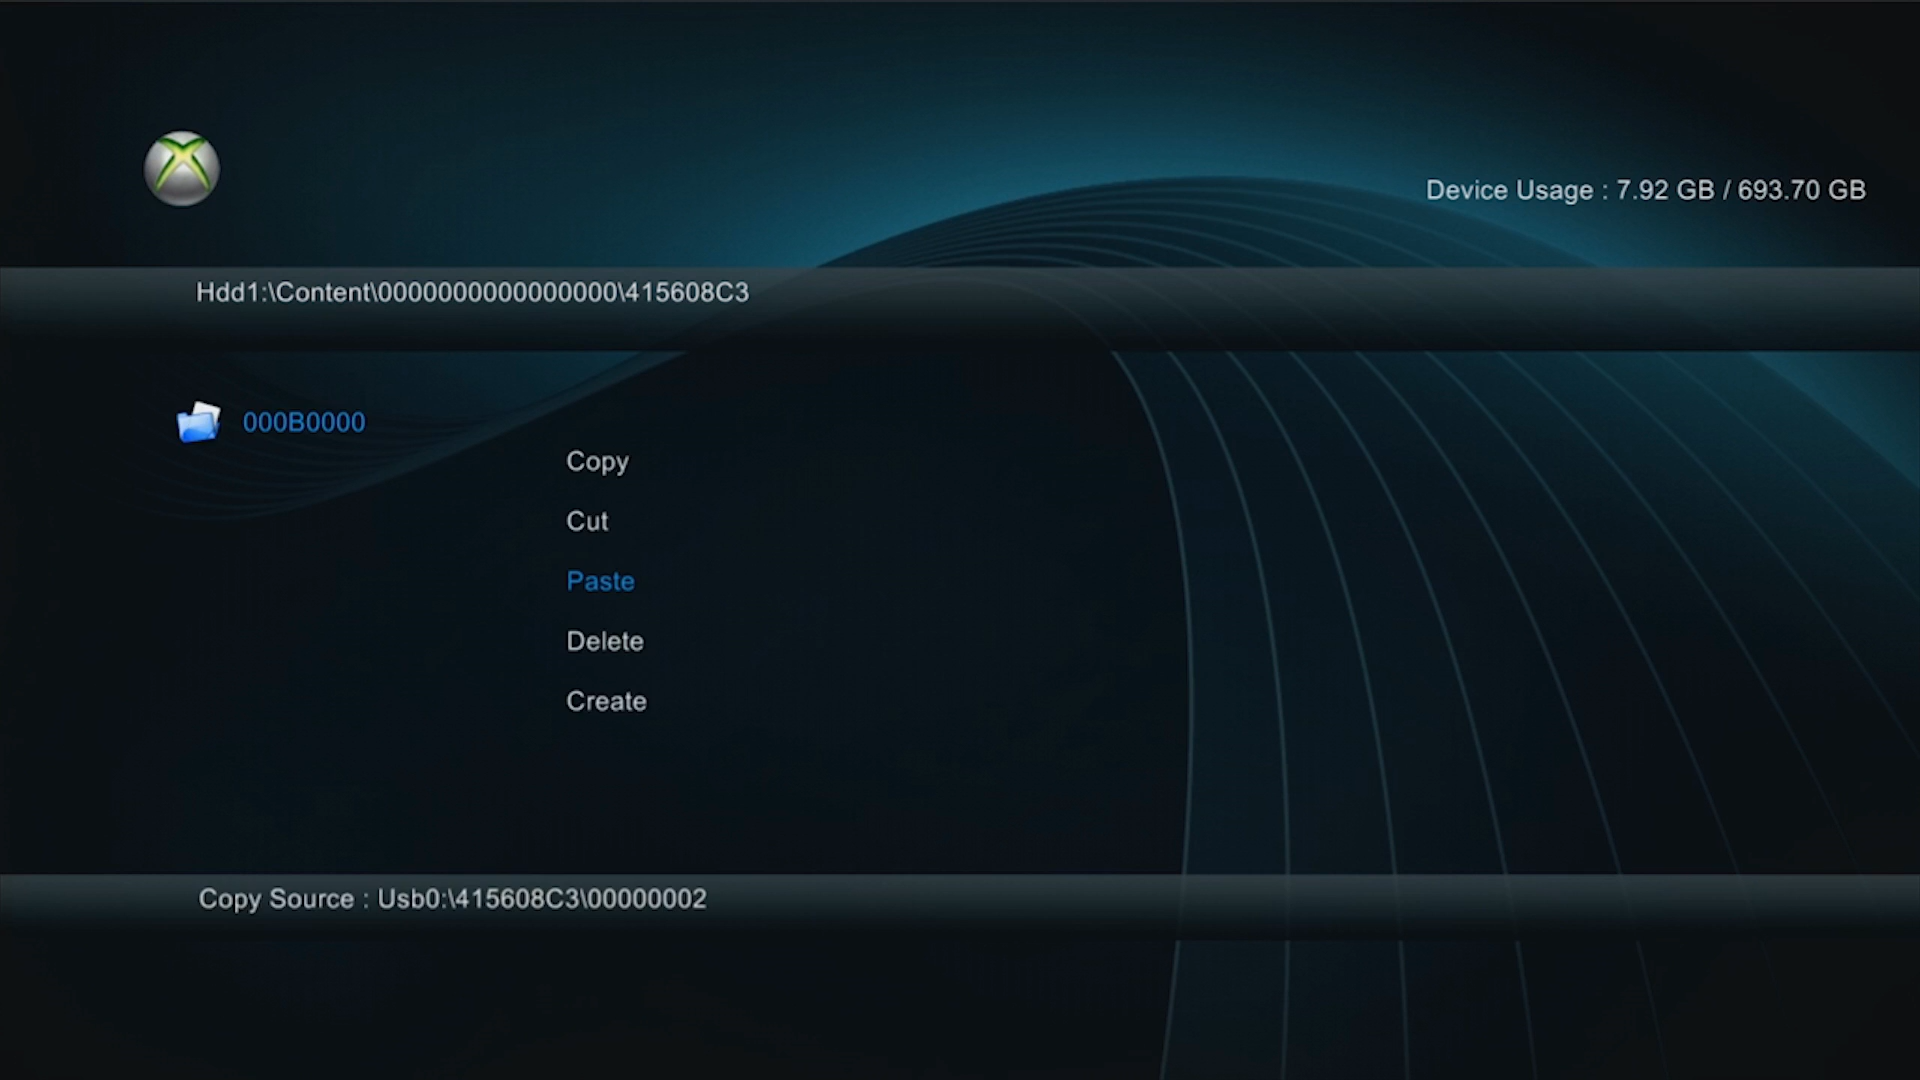 Device Usage : 7.92 GB / 693.70 GB
Hdd1:\Content\0000000000000000\415608C3
000B0000
Copy
Cut
Paste
Delete
Create
Copy Source : Usb0:\415608C3\00000002